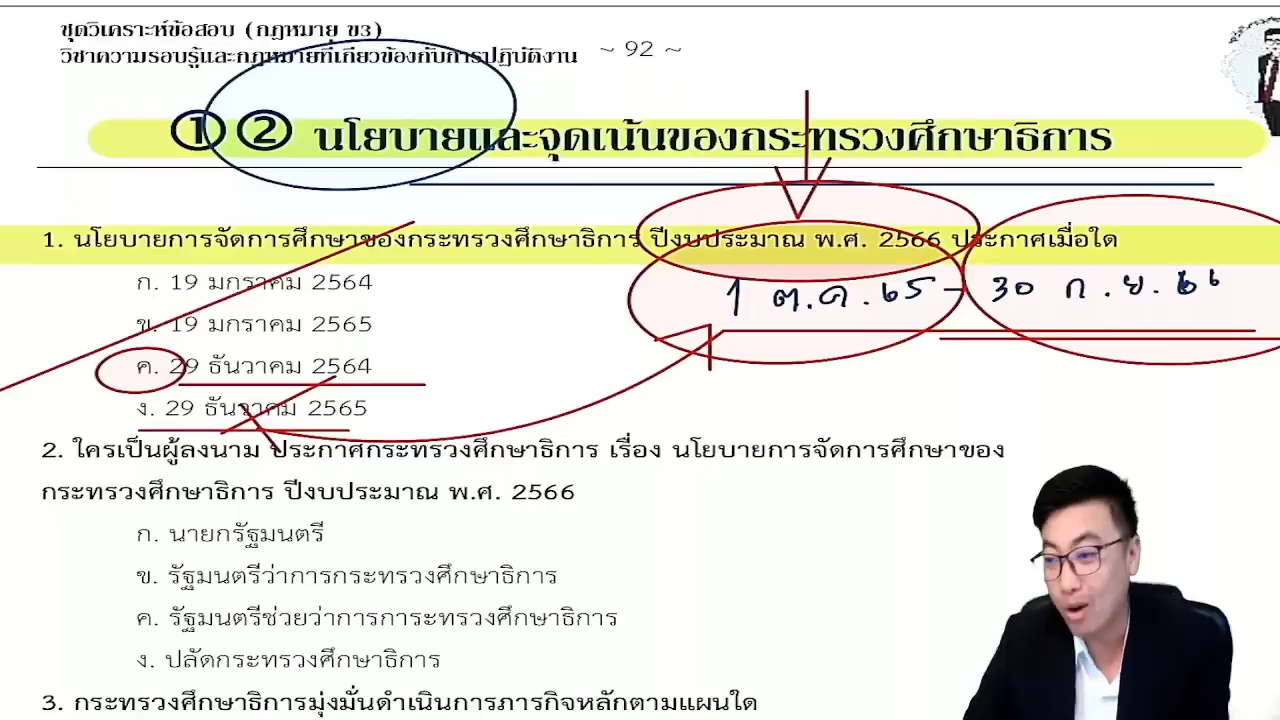 ชุดวิเคราะห์ข้อสอบ (กฎหมาย ข3)
วิชาความรอบรู้และกฎหมายที่เกี่ยวข้องกับการปฏิบัติงาน
~ 92 ~
① ② นโยบายและจุดเน้นของกระทรวงศึกษาธิการ
1. นโยบายการจัดการศึกษาของกระทรวงศึกษาธิการ ปีงบประมาณ พ.ศ. 2566 ประกาศเมื่อใด
ก. 19 มกราคม 2564
1 ต.ค. 65 - 30 ก.ย. 66
ข. 19 มกราคม 2565
ค. 29 ธันวาคม 2564
ง. 29 ธันวาคม 2565
2. ใครเป็นผู้ลงนาม ประกาศกระทรวงศึกษาธิการ เรื่อง นโยบายการจัดการศึกษาของ
กระทรวงศึกษาธิการ ปีงบประมาณ พ.ศ. 2566
ก. นายกรัฐมนตรี
ข. รัฐมนตรีว่าการกระทรวงศึกษาธิการ
ค. รัฐมนตรีช่วยว่าการการะทรวงศึกษาธิการ
ง. ปลัดกระทรวงศึกษาธิการ
3. กระทรวงศึกษาธิการมุ่งมั่นดำเนินการภารกิจหลักตามแผนใด